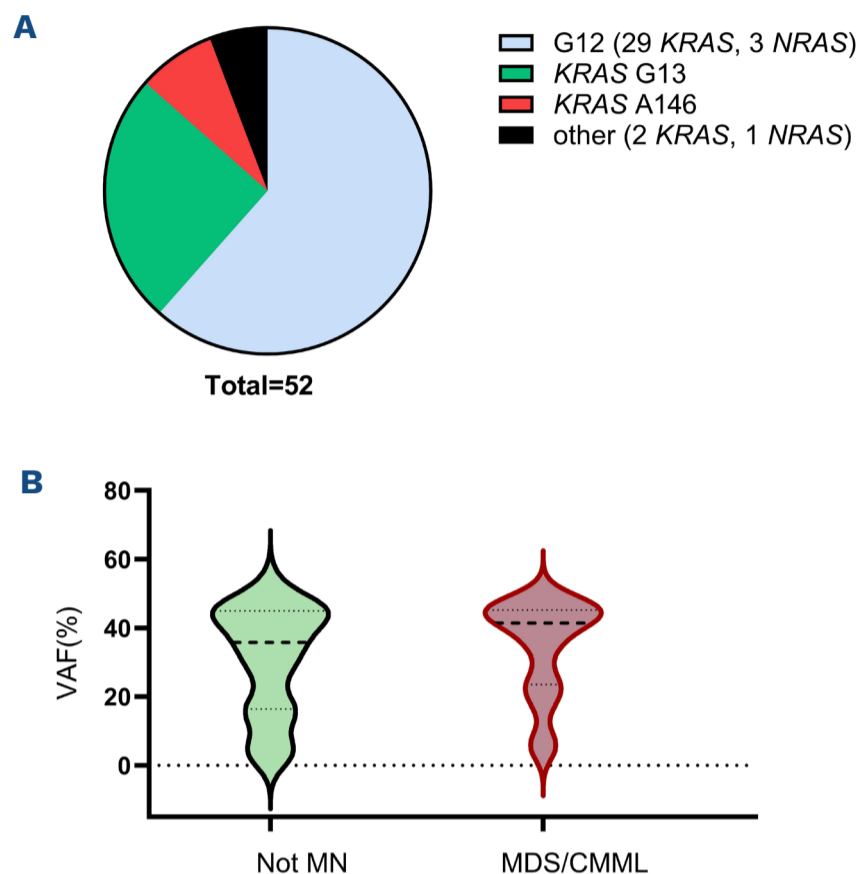 A
G12 (29 KRAS, 3 NRAS)
KRAS G13
KRAS A146
other (2 KRAS, 1 NRAS)
Total=52
B
80
60
40
20
0
VAF(%)
Not MN
MDS/CMML